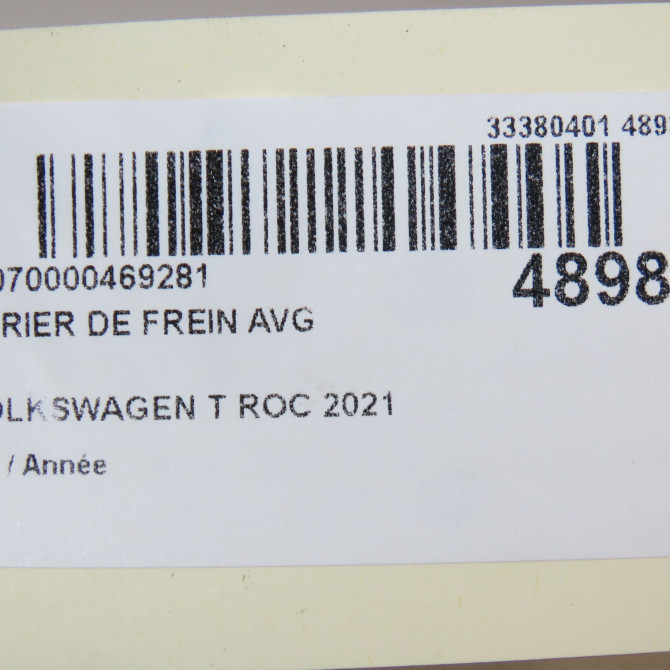 33380401 489
070000469281
4898
RIER DE FREIN AVG
OLKSWAGEN T ROC 2021
/ Année